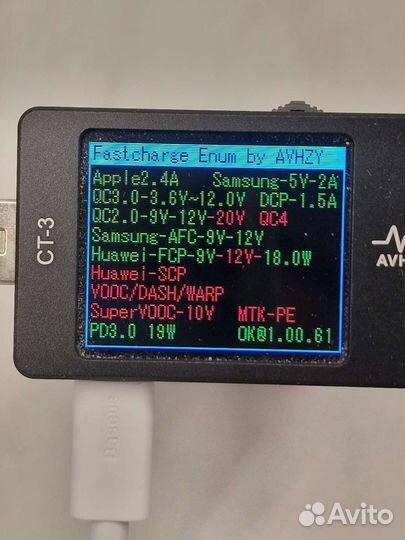 Fastcharge Enum by AVHZY
Apple2.4A Samsung-5V-2A
QC3.0-3.6V~12.0V DCP-1.5A
QC2.0-9V-12V-20V QC4
Samsung-AFC-9V-12V
Huawei-FCP-9V-12V-18.0W
Huawei-SCP
VOOC/DASH/WARP
SuperVOOC-10V MTK-PE
PD3.0 19W OK@1.00.61
CT-3
AVH
Baseus
Avito